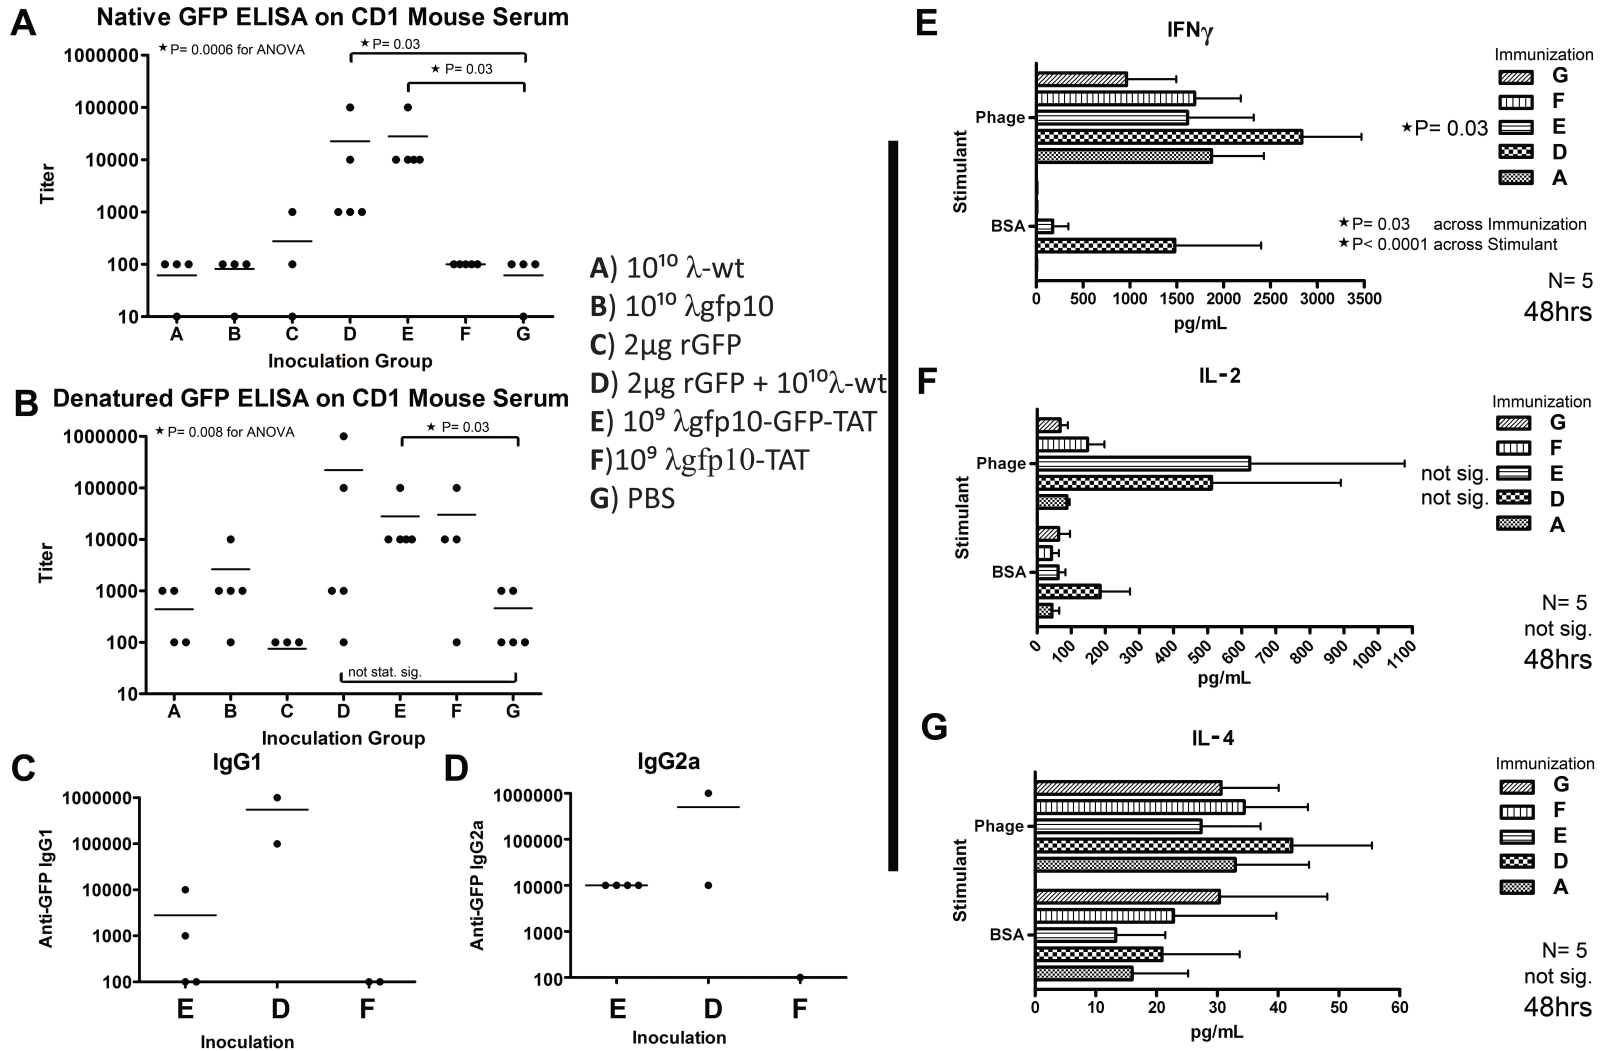 A
Native GFP ELISA on CD1 Mouse Serum
★ P= 0.0006 for ANOVA
★ P= 0.03
★ P= 0.03
1000000
100000
10000
1000
100
10
Titer
A B C D E F G
Inoculation Group
B
Denatured GFP ELISA on CD1 Mouse Serum
★ P= 0.008 for ANOVA
★ P= 0.03
1000000
100000
10000
1000
100
10
Titer
not stat. sig.
A B C D E F G
Inoculation Group
A) 10¹⁰ λ-wt
B) 10¹⁰ λgfp10
C) 2µg rGFP
D) 2µg rGFP + 10¹⁰λ-wt
E) 10⁹ λgfp10-GFP-TAT
F)10⁹ λgfp10-TAT
G) PBS
C
IgG1
1000000
100000
10000
1000
100
Anti-GFP IgG1
E D F
Inoculation
D
IgG2a
1000000
100000
10000
1000
100
Anti-GFP IgG2a
E D F
Inoculation
E
IFNγ
Immunization
G
F
E
D
A
★P= 0.03
Phage
BSA
Stimulant
★ P= 0.03 across Immunization
★ P< 0.0001 across Stimulant
N= 5
48hrs
0 500 1000 1500 2000 2500 3000 3500
pg/mL
F
IL-2
Immunization
G
F
not sig. E
not sig. D
A
Phage
BSA
Stimulant
N= 5
not sig.
48hrs
0 100 200 300 400 500 600 700 800 900 1000 1100
pg/mL
G
IL-4
Immunization
G
F
E
D
A
Phage
BSA
Stimulant
N= 5
not sig.
48hrs
0 10 20 30 40 50 60
pg/mL